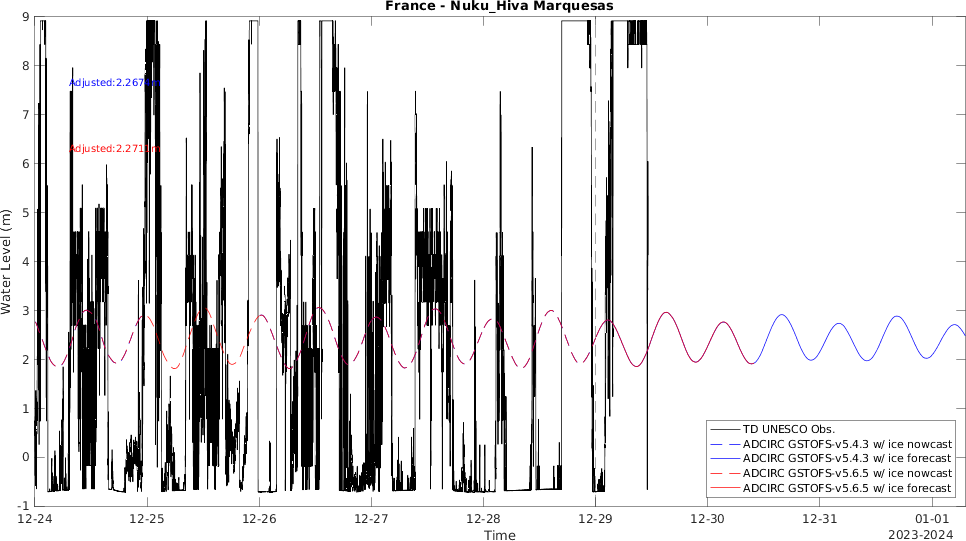 France - Nuku_Hiva Marquesas
Water Level (m)
9
8
7
6
5
4
3
2
1
0
-1
Adjusted:2.267
Adjusted:2.271
12-24
12-25
12-26
12-27
12-28
12-29
12-30
12-31
01-01
2023-2024
Time
TD UNESCO Obs.
ADCIRC GSTOFS-v5.4.3 w/ ice nowcast
ADCIRC GSTOFS-v5.4.3 w/ ice forecast
ADCIRC GSTOFS-v5.6.5 w/ ice nowcast
ADCIRC GSTOFS-v5.6.5 w/ ice forecast